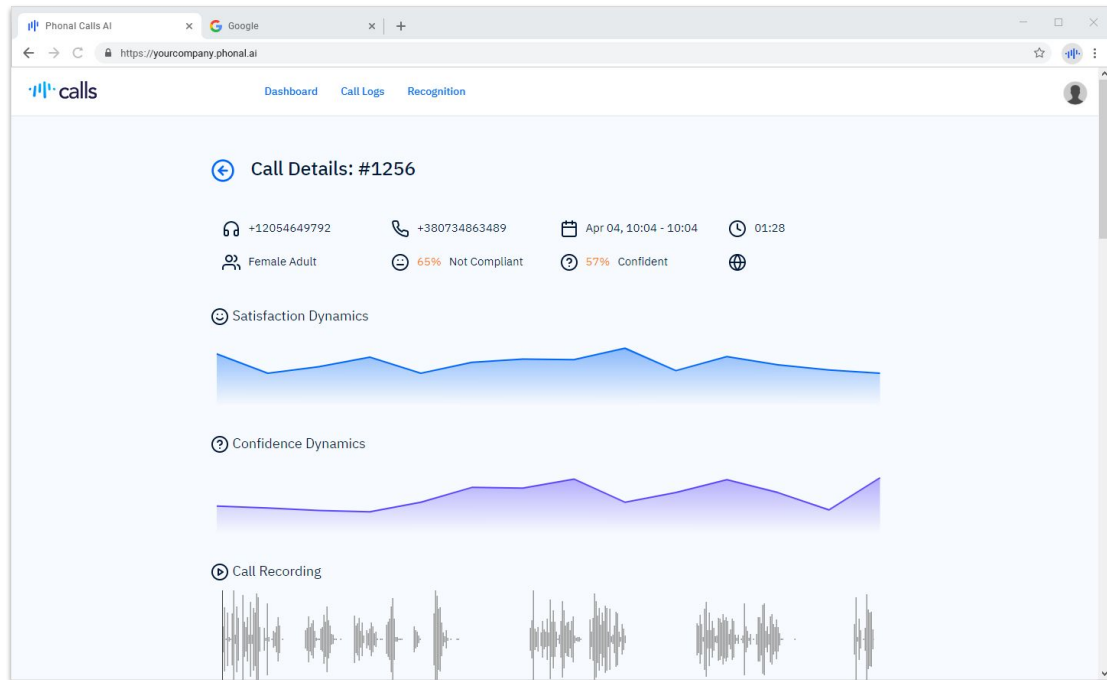 Phonal Calls AI
Google
https://yourcompany.phonal.ai
calls
Dashboard Call Logs Recognition
Call Details: #1256
+12054649792 +380734863489 Apr 04, 10:04 - 10:04 01:28
Female Adult 65% Not Compliant 57% Confident
Satisfaction Dynamics
Confidence Dynamics
Call Recording